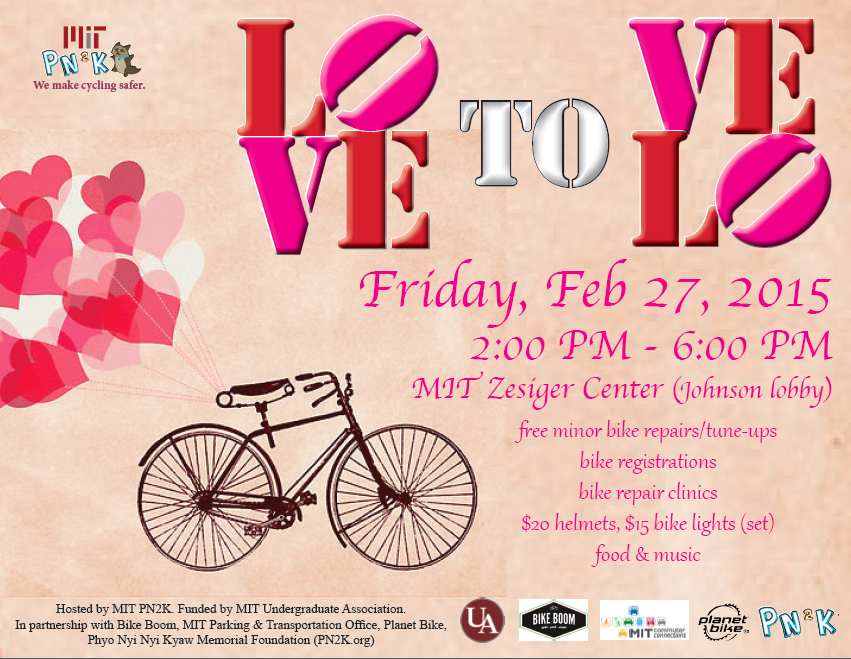 MIT
PN2K
We make cycling safer.
LO
VE
TO
VE
LO
Friday, Feb 27, 2015
2:00 PM - 6:00 PM
MIT Zesiger Center (Johnson lobby)
free minor bike repairs/tune-ups
bike registrations
bike repair clinics
$20 helmets, $15 bike lights (set)
food & music
Hosted by MIT PN2K. Funded by MIT Undergraduate Association.
In partnership with Bike Boom, MIT Parking & Transportation Office, Planet Bike,
Phyo Nyi Nyi Kyaw Memorial Foundation (PN2K.org)
UA
BIKE BOOM
MIT commuter connections
planet bike
PN2K